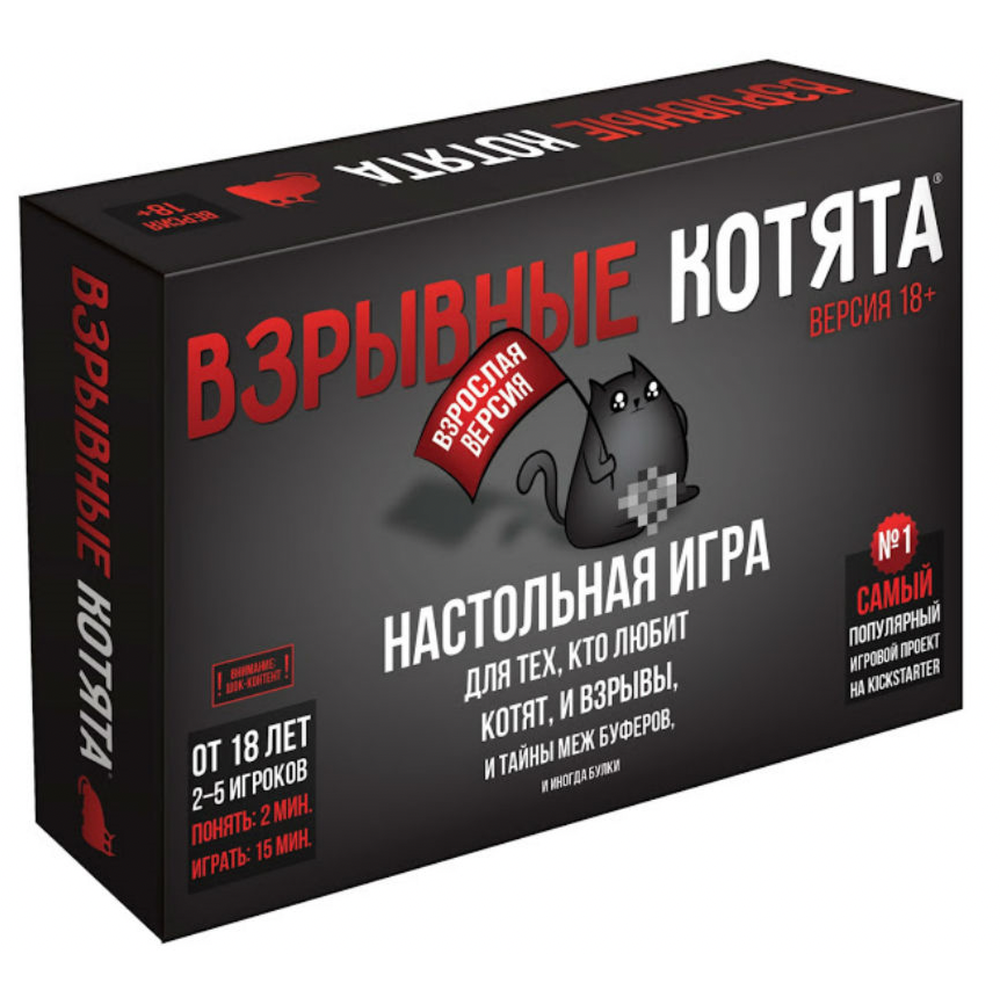 ВЗРЫВНЫЕ КОТЯТА
ВЕРСИЯ
18+
ВЗРЫВНЫЕ КОТЯТА®
ВЕРСИЯ 18+
ВЗРОСЛАЯ
ВЕРСИЯ
НАСТОЛЬНАЯ ИГРА
ДЛЯ ТЕХ, КТО ЛЮБИТ
КОТЯТ, И ВЗРЫВЫ,
И ТАЙНЫ МЕЖ БУФЕРОВ,
И ИНОГДА БУЛКИ
№1
САМЫЙ
ПОПУЛЯРНЫЙ
ИГРОВОЙ ПРОЕКТ
НА KICKSTARTER
! ВНИМАНИЕ: !
ШОК-КОНТЕНТ
ОТ 18 ЛЕТ
2–5 ИГРОКОВ
ПОНЯТЬ: 2 МИН.
ИГРАТЬ: 15 МИН.
ВЗРЫВНЫЕ КОТЯТА